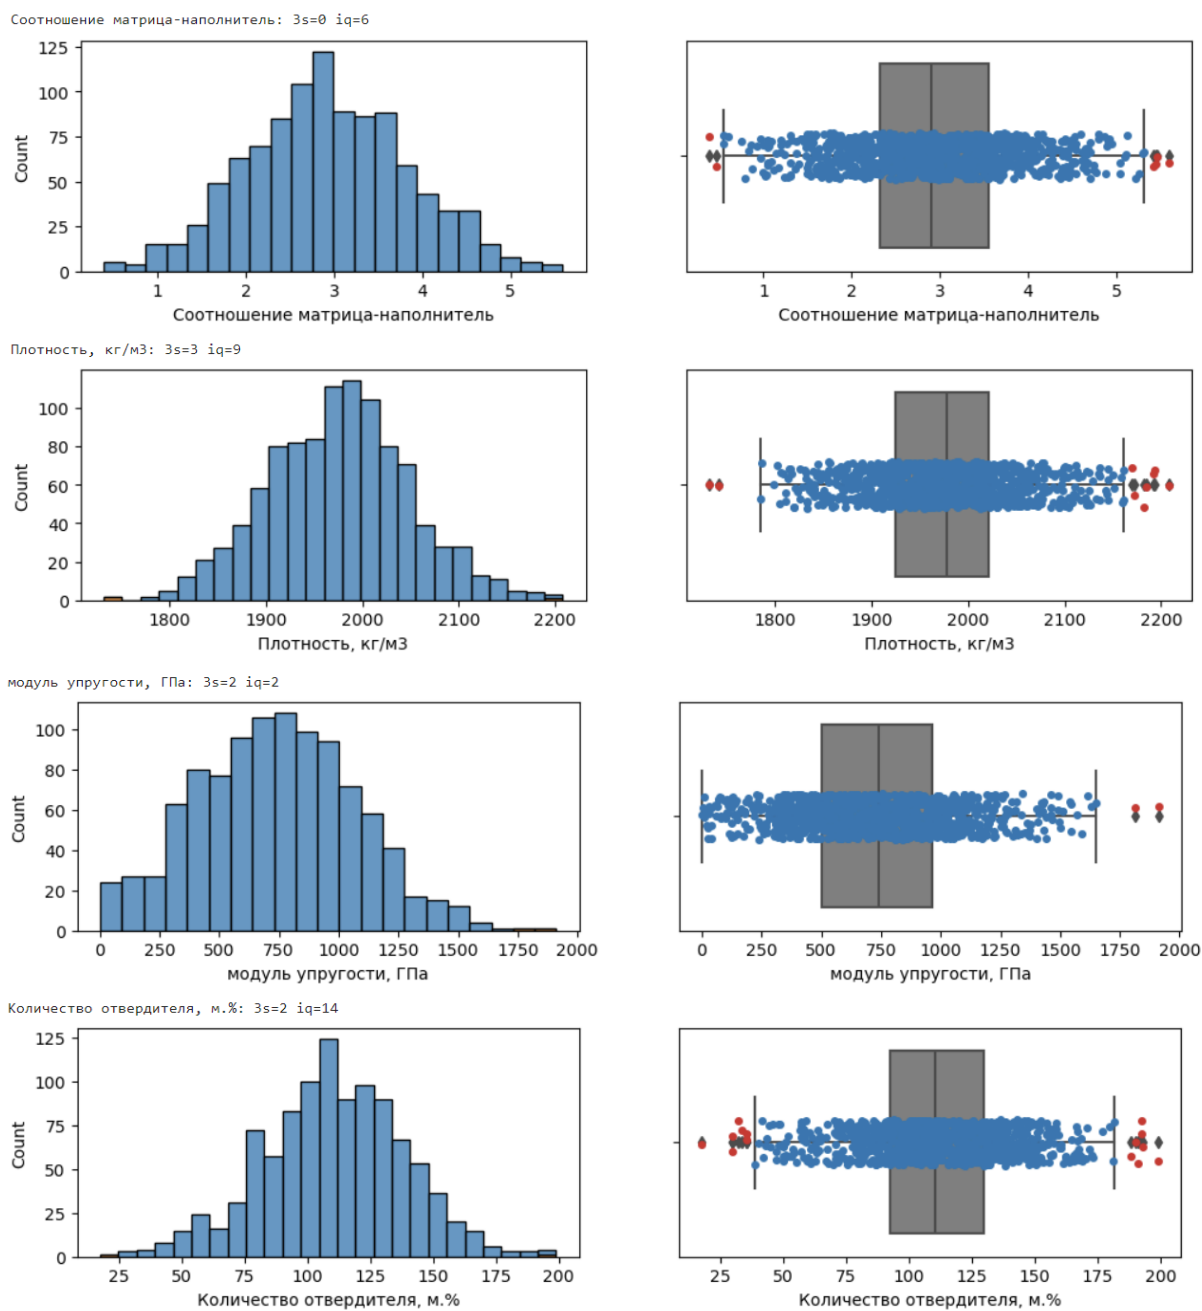 Соотношение матрица-наполнитель: 3s=0 iq=6
125
100
75
50
25
0
Count
1 2 3 4 5
Соотношение матрица-наполнитель
1 2 3 4 5
Соотношение матрица-наполнитель
Плотность, кг/м3: 3s=3 iq=9
100
80
60
40
20
0
Count
1800 1900 2000 2100 2200
Плотность, кг/м3
1800 1900 2000 2100 2200
Плотность, кг/м3
модуль упругости, ГПа: 3s=2 iq=2
100
80
60
40
20
0
Count
0 250 500 750 1000 1250 1500 1750 2000
модуль упругости, ГПа
0 250 500 750 1000 1250 1500 1750 2000
модуль упругости, ГПа
Количество отвердителя, м.%: 3s=2 iq=14
125
100
75
50
25
0
Count
25 50 75 100 125 150 175 200
Количество отвердителя, м.%
25 50 75 100 125 150 175 200
Количество отвердителя, м.%